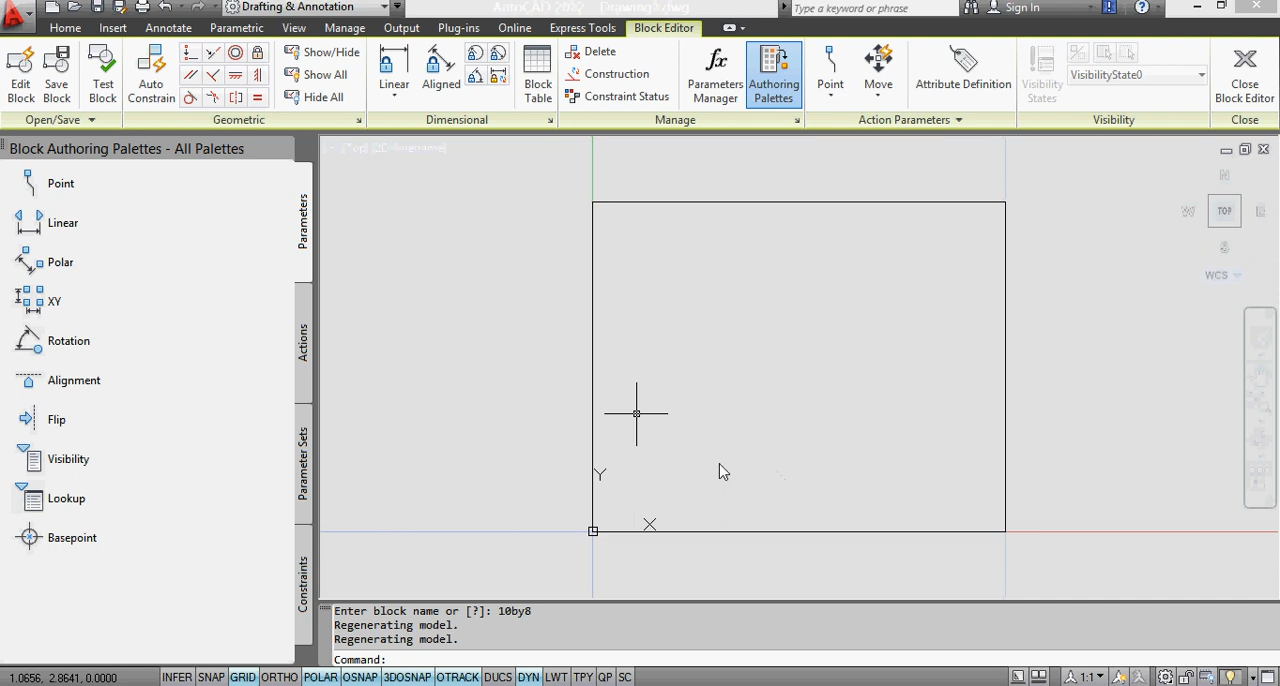 Drafting & Annotation
Type a keyword or phrase
Sign In
Home Insert Annotate Parametric View Manage Output Plug-ins Online Express Tools Block Editor
Edit Block
Save Block
Test Block
Auto Constrain
Show/Hide
Show All
Hide All
Linear
Aligned
Block Table
Delete
Construction
Constraint Status
Parameters Manager
Authoring Palettes
Point
Move
Attribute Definition
Visibility States
VisibilityState0
Close Block Editor
Open/Save Geometric Dimensional Manage Action Parameters Visibility Close
Block Authoring Palettes - All Palettes
Point
Linear
Polar
XY
Rotation
Alignment
Flip
Visibility
Lookup
Basepoint
Parameters
Actions
Parameter Sets
Constraints
N
W
TOP
WCS
Y
X
Enter block name or [?]: 10by8
Regenerating model.
Regenerating model.
Command:
1.0656, 2.8641, 0.0000 INFER SNAP GRID ORTHO POLAR OSNAP 3DOSNAP OTRACK DUCS DYN LWT TPY QP SC 1:1